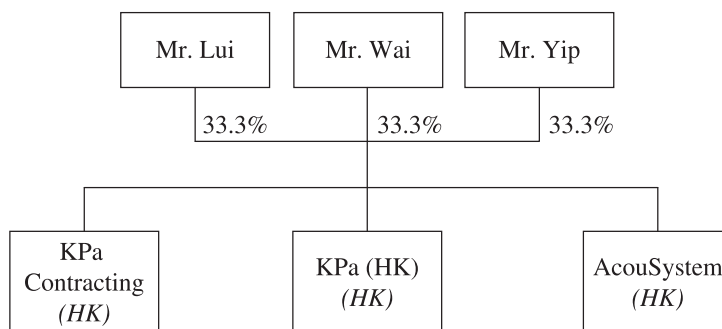 Mr. Lui
Mr. Wai
Mr. Yip
33.3%
33.3%
33.3%
KPa
Contracting
(HK)
KPa (HK)
(HK)
AcouSystem
(HK)